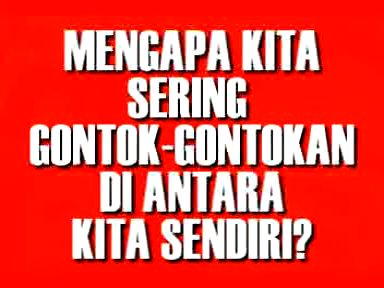 MENGAPA KITA
SERING
GONTOK-GONTOKAN
DI ANTARA
KITA SENDIRI?